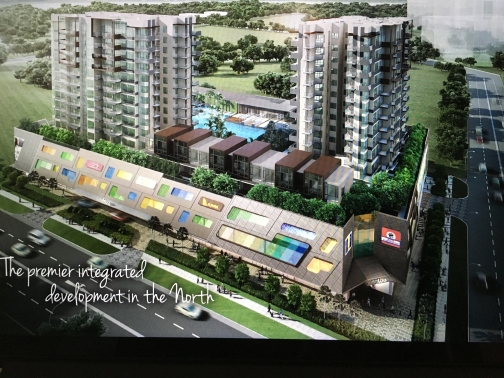 The premier integrated
development in the North